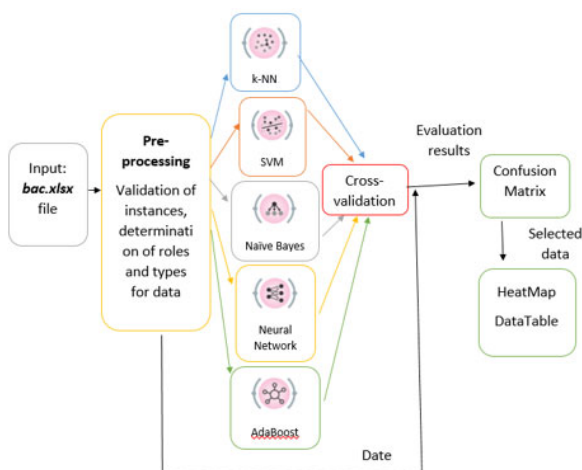 Input:
bac.xlsx
file
Pre-
processing
Validation of
instances,
determinati
on of roles
and types
for data
k-NN
SVM
Naïve Bayes
Neural
Network
AdaBoost
Cross-
validation
Evaluation
results
Confusion
Matrix
Selected
data
HeatMap
DataTable
Date